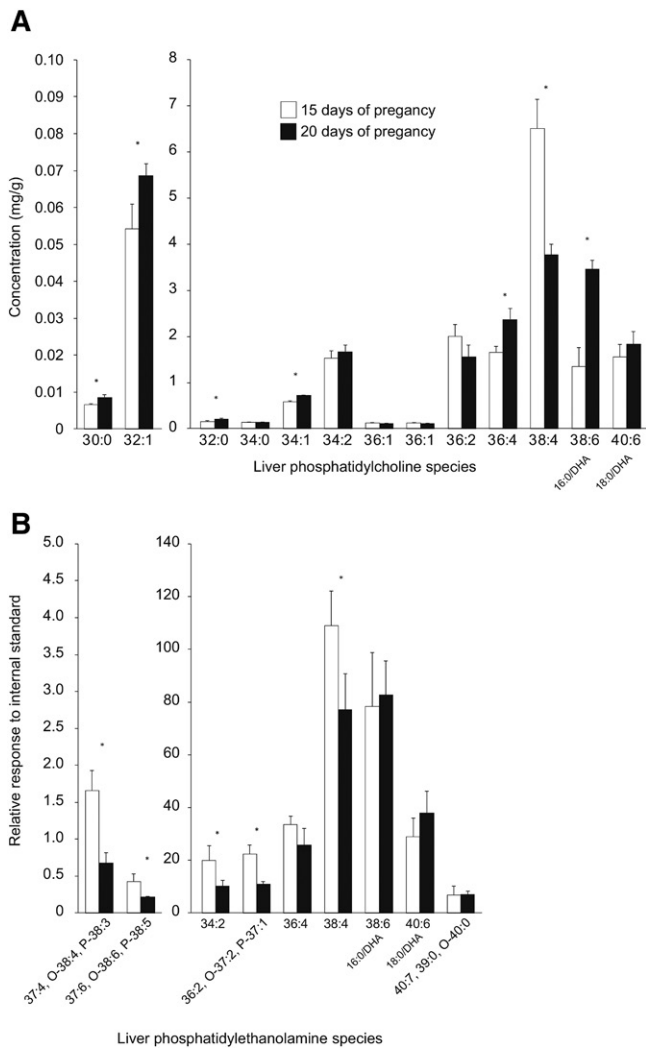 A
0.10
0.09
0.08
0.07
0.06
0.05
0.04
0.03
0.02
0.01
0
Concentration (mg/g)
* *
30:0 32:1
8
7
6
5
4
3
2
1
0
15 days of pregancy
20 days of pregancy
* * * * *
32:0 34:0 34:1 34:2 36:1 36:1 36:2 36:4 38:4 38:6 40:6
16:0/DHA 18:0/DHA
Liver phosphatidylcholine species
B
5.0
4.5
4.0
3.5
3.0
2.5
2.0
1.5
1.0
0.5
0
Relative response to internal standard
* *
37:4, O-38:4, P-38:3
37:6, O-38:6, P-38:5
140
120
100
80
60
40
20
0
* * *
34:2
36:2, O-37:2, P-37:1
36:4
38:4
38:6
16:0/DHA
40:6
18:0/DHA
40:7, 39:0, O-40:0
Liver phosphatidylethanolamine species